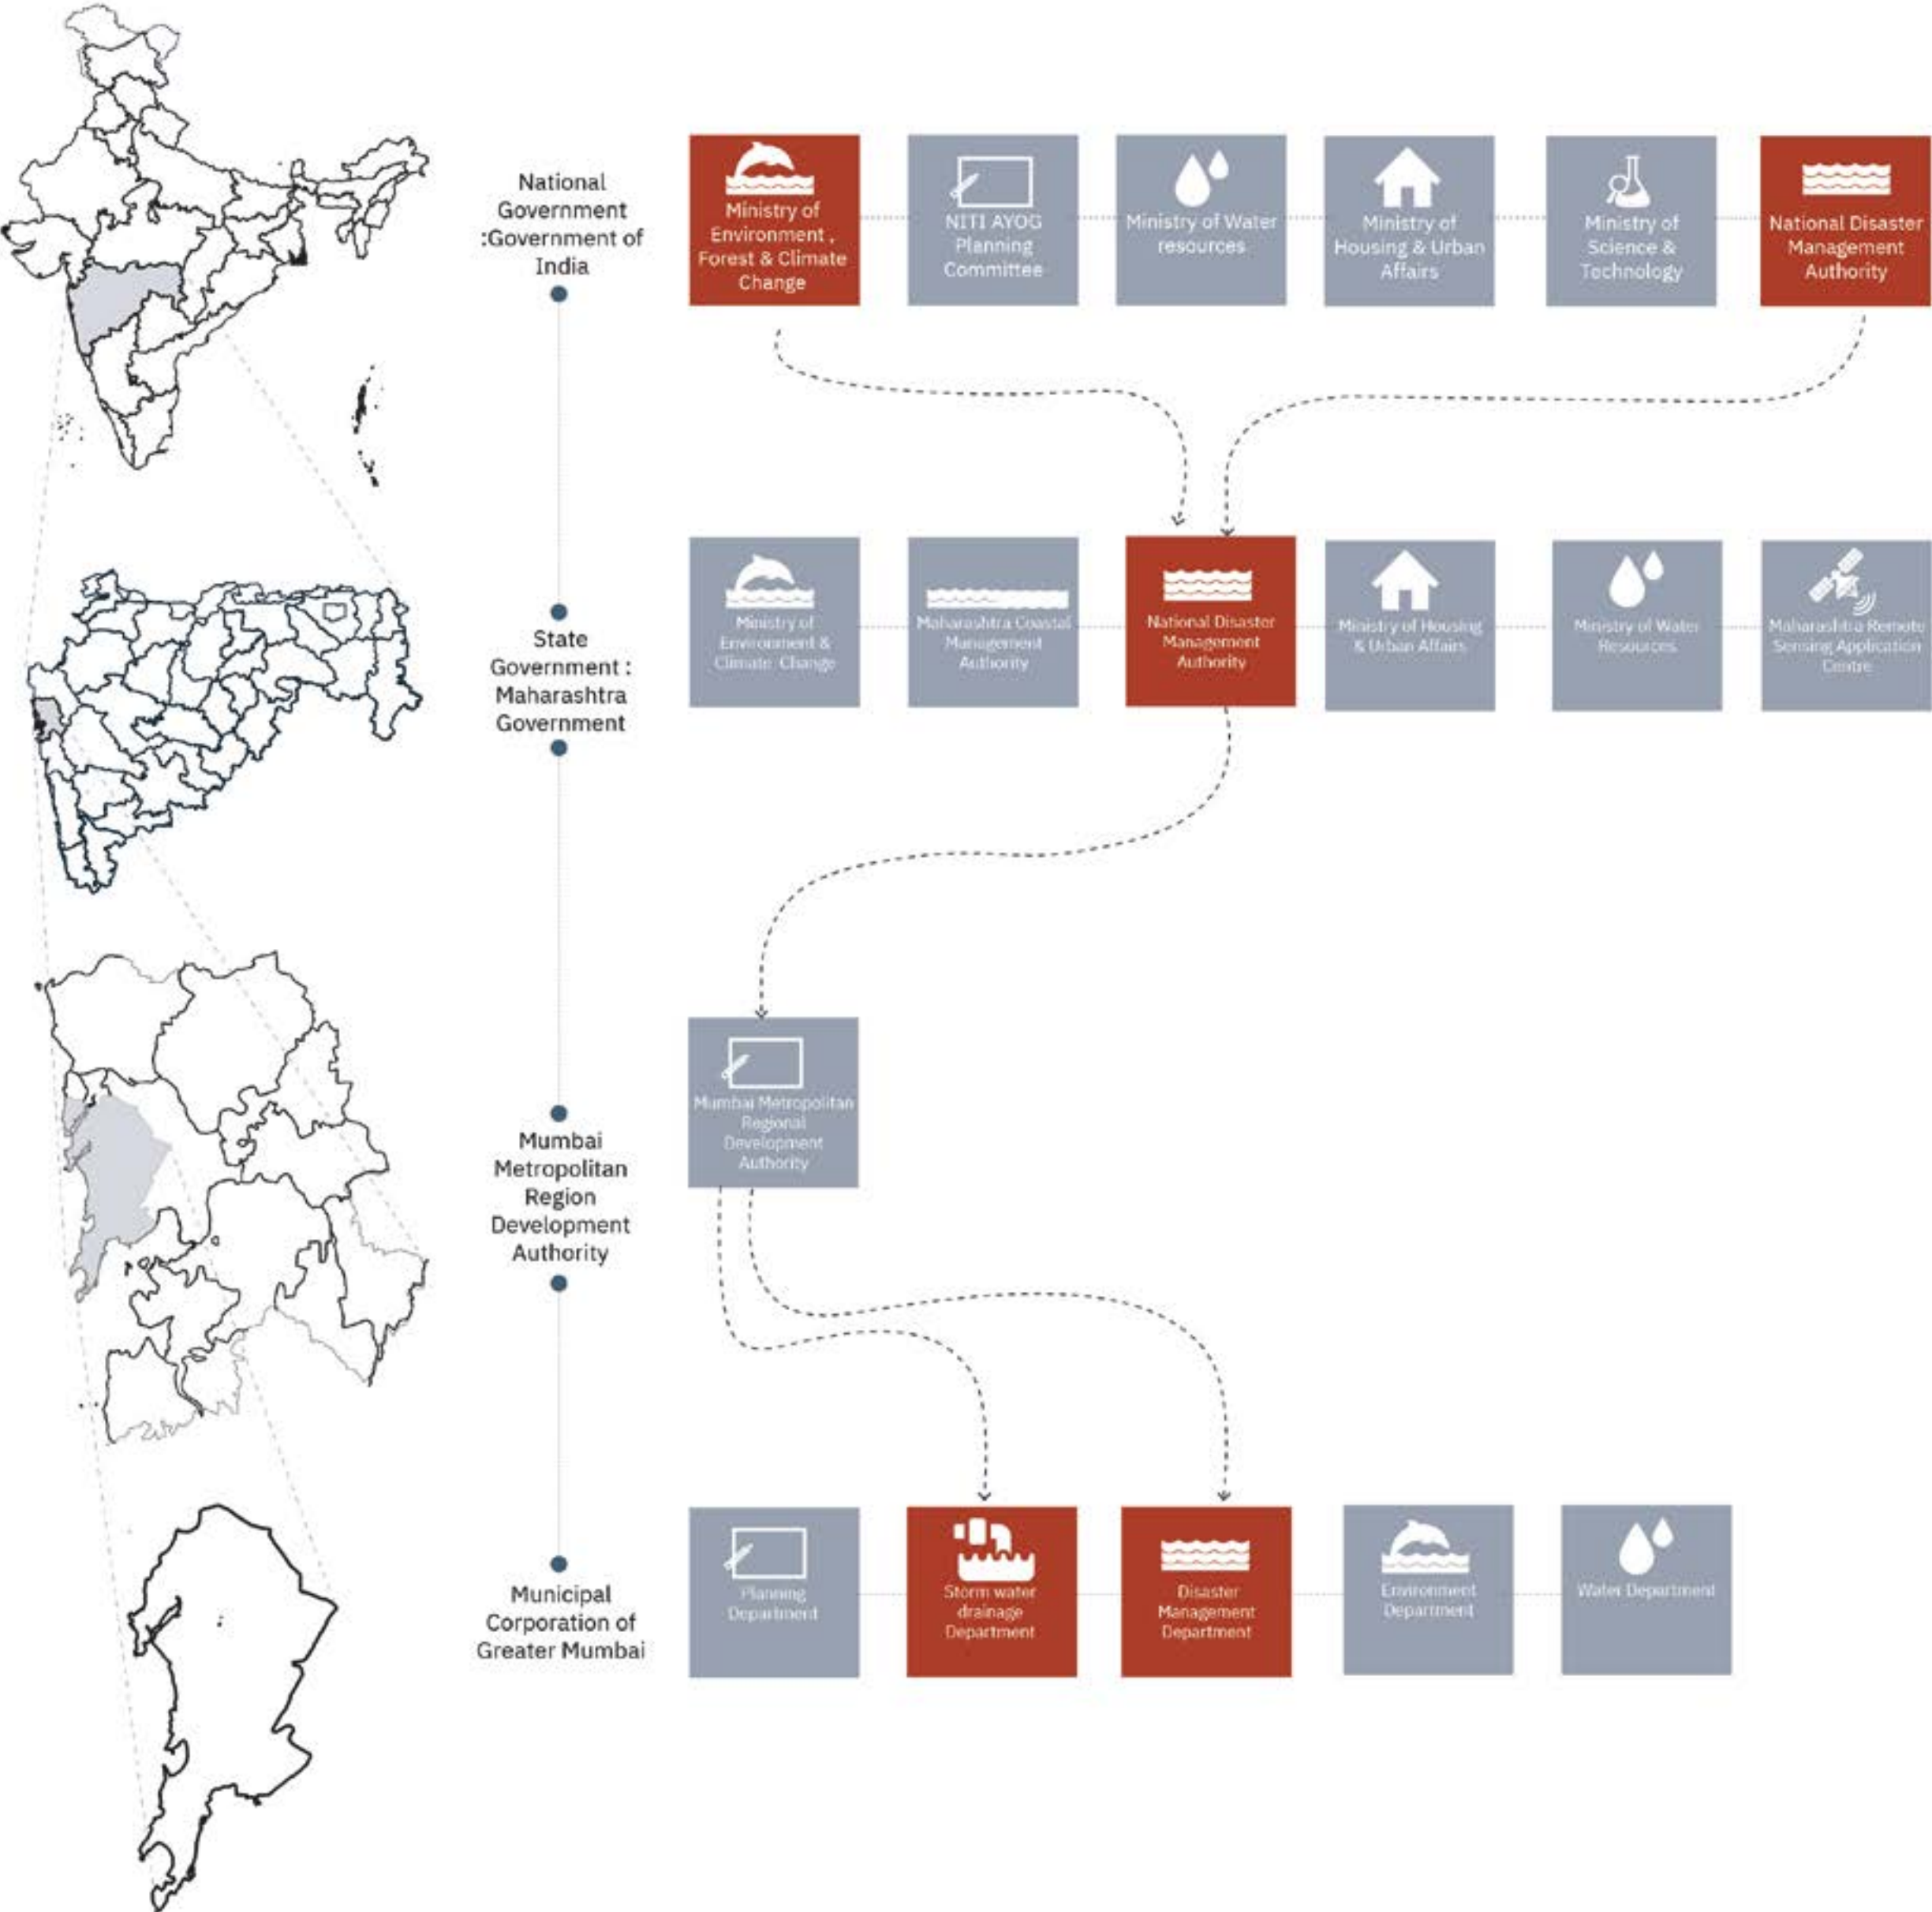 National
Government
:Government of
India
Ministry of
Environment ,
Forest & Climate
Change
NITI AYOG
Planning
Committee
Ministry of Water
resources
Ministry of
Housing & Urban
Affairs
Ministry of
Science &
Technology
National Disaster
Management
Authority
State
Government :
Maharashtra
Government
Ministry of
Environment &
Climate Change
Maharashtra Coastal
Management
Authority
National Disaster
Management
Authority
Ministry of Housing
& Urban Affairs
Ministry of Water
Resources
Maharashtra Remote
Sensing Application
Centre
Mumbai
Metropolitan
Region
Development
Authority
Mumbai Metropolitan
Regional
Development
Authority
Municipal
Corporation of
Greater Mumbai
Planning
Department
Storm water
drainage
Department
Disaster
Management
Department
Environment
Department
Water Department